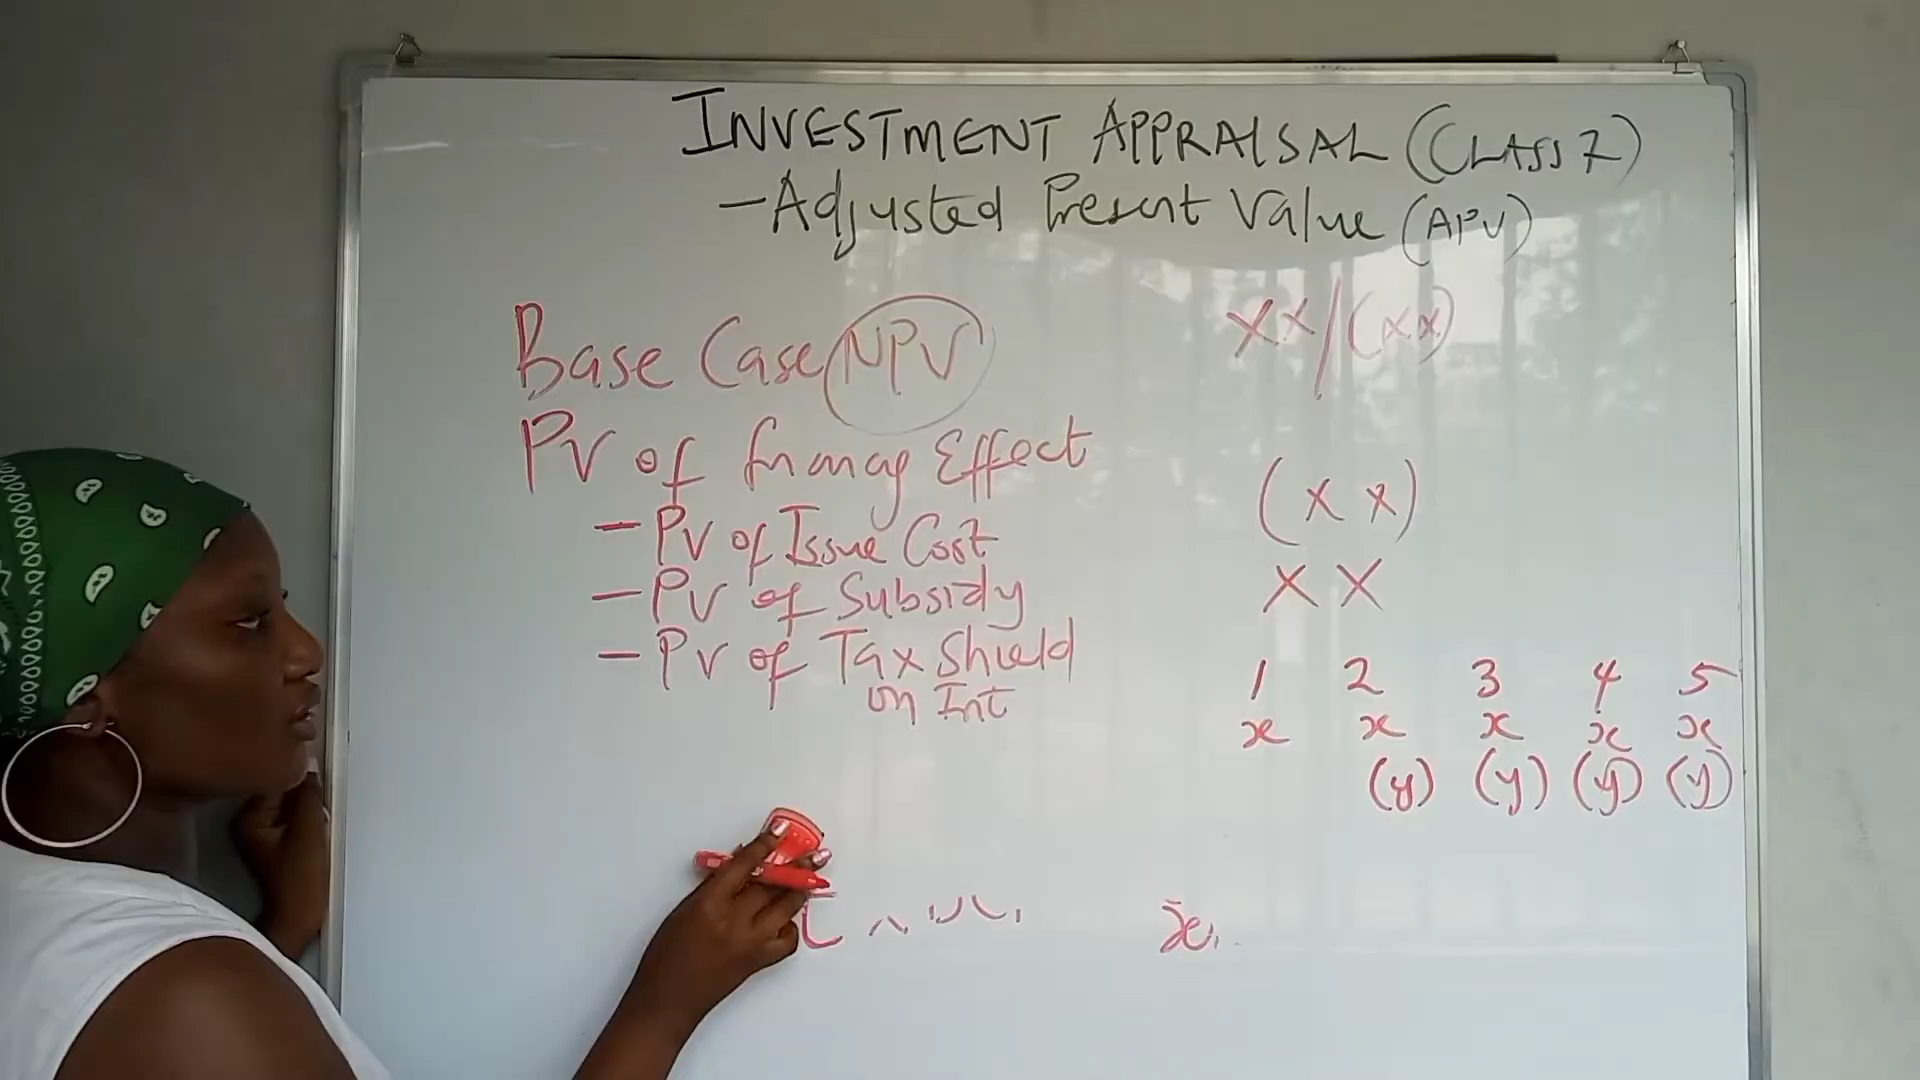 INVESTMENT APPRAISAL (CLASS 7)
- Adjusted Present Value (APV)
Base Case NPV xx/(xx)
PV of Effect
- PV of Issue Cost (xx)
- PV of Subsidy XX
- PV of Tax Shield on Int
1 2 3 4 5
x x x x x
(y) (y) (y) (y)
x